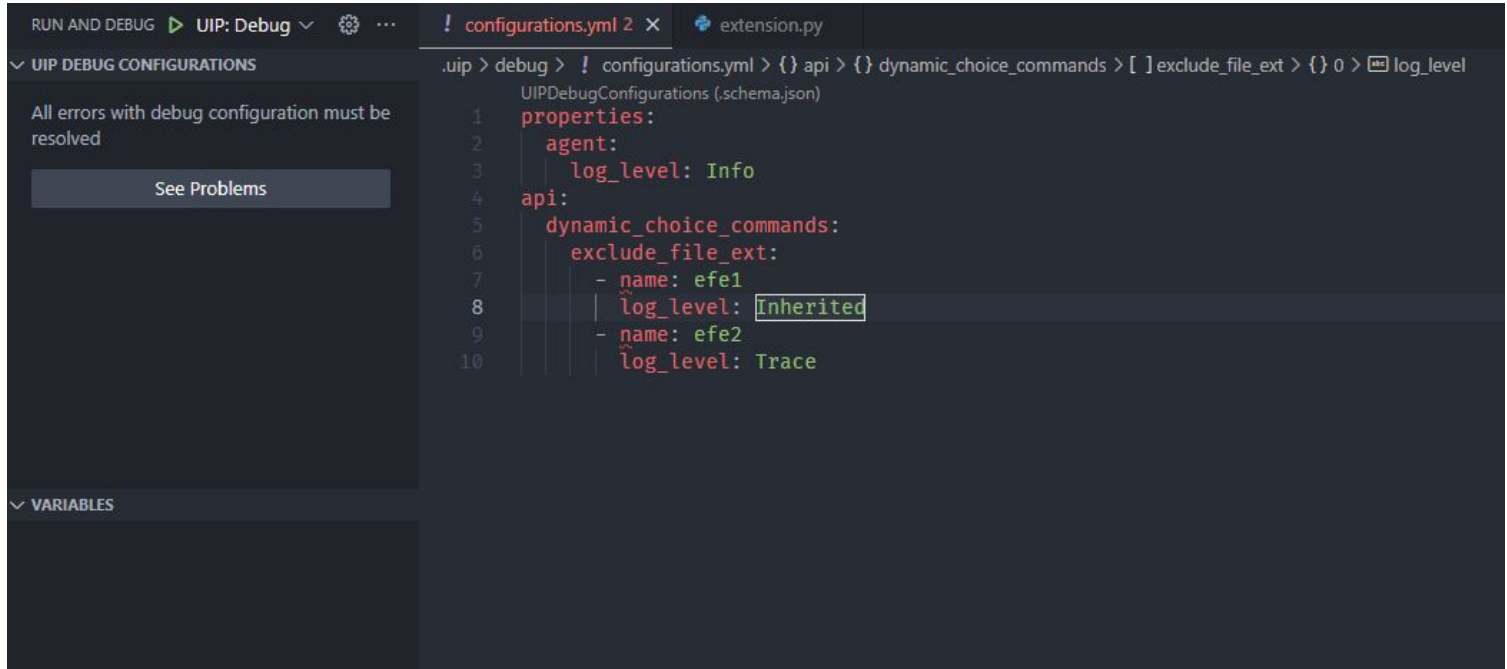 RUN AND DEBUG UIP: Debug ...
UIP DEBUG CONFIGURATIONS
All errors with debug configuration must be
resolved
See Problems
VARIABLES
! configurations.yml 2 × extension.py
.uip > debug > ! configurations.yml > {} api > {} dynamic_choice_commands > [ ] exclude_file_ext > {} 0 > abc log_level
UIPDebugConfigurations (.schema.json)
1 properties:
2 agent:
3 log_level: Info
4 api:
5 dynamic_choice_commands:
6 exclude_file_ext:
7 - name: efe1
8 log_level: Inherited
9 - name: efe2
10 log_level: Trace